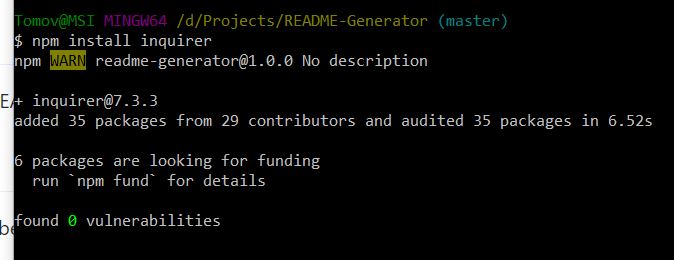 Tomov@MSI MINGW64 /d/Projects/README-Generator (master)
$ npm install inquirer
npm WARN readme-generator@1.0.0 No description
+ inquirer@7.3.3
added 35 packages from 29 contributors and audited 35 packages in 6.52s
6 packages are looking for funding
run `npm fund` for details
found 0 vulnerabilities